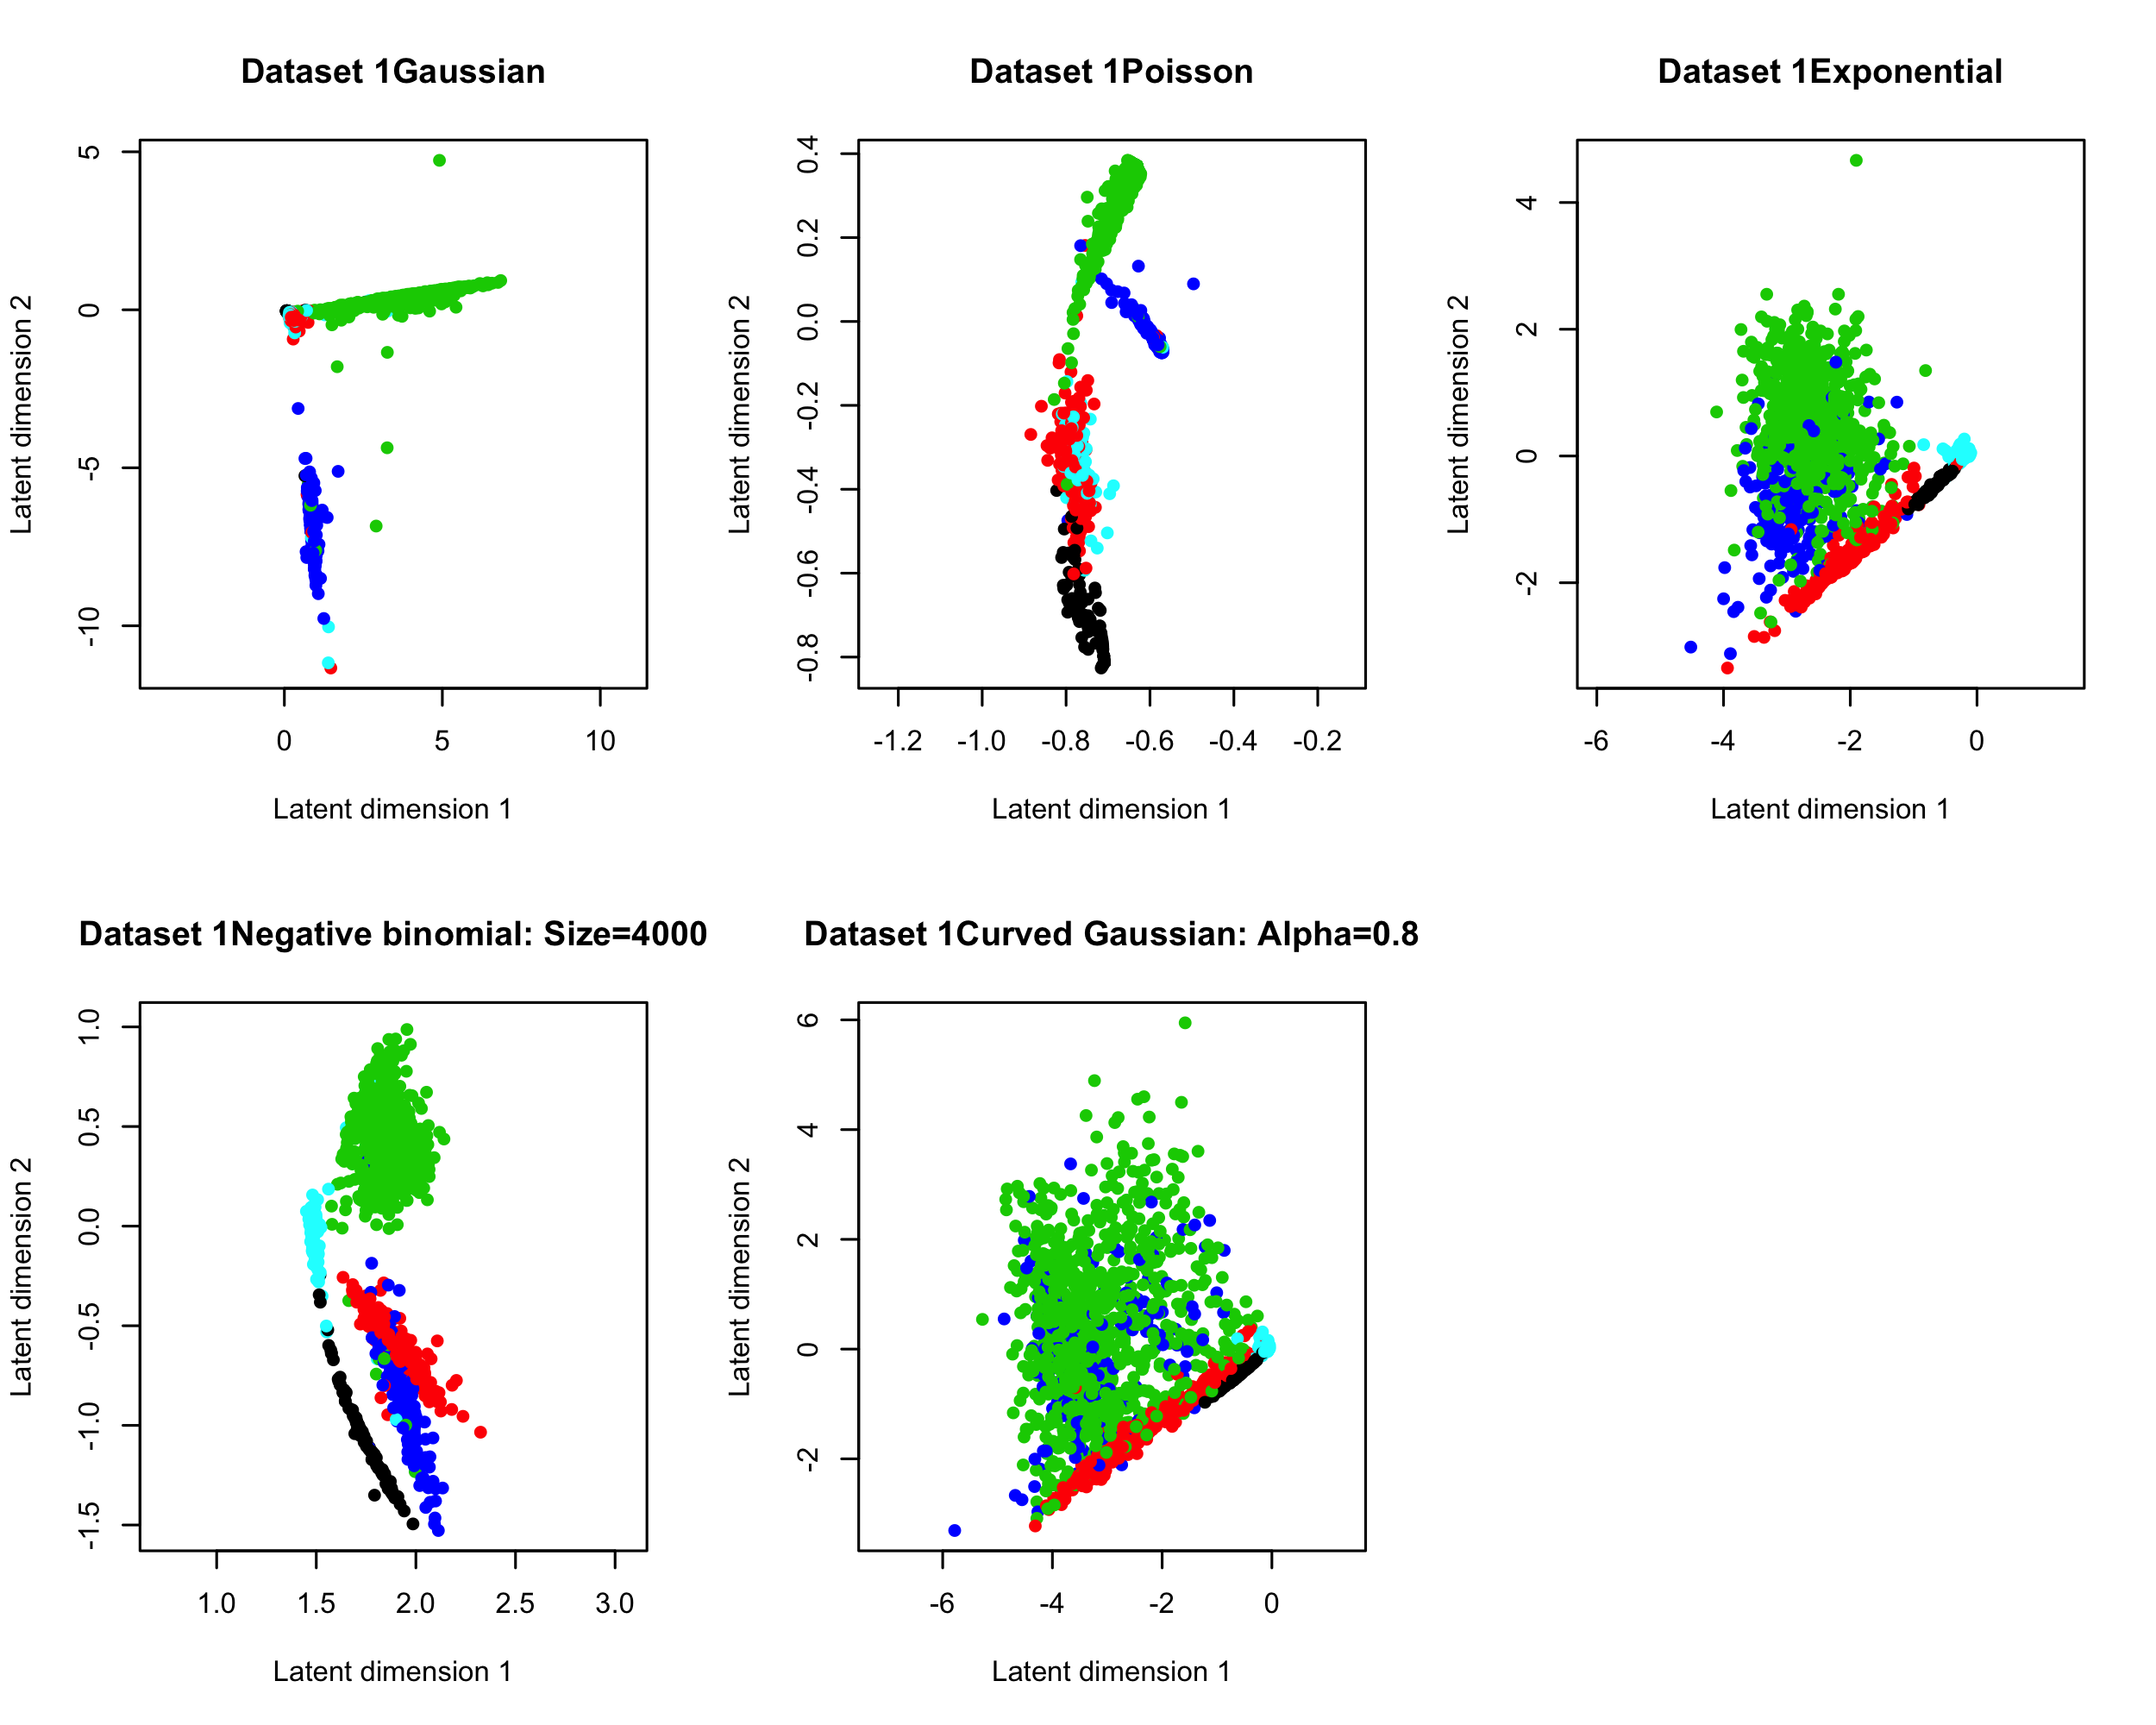 Dataset 1Gaussian
5
0
-5
-10
Latent dimension 2
0 5 10
Latent dimension 1
Dataset 1Poisson
0.4
0.2
0.0
-0.2
-0.4
-0.6
-0.8
Latent dimension 2
-1.2 -1.0 -0.8 -0.6 -0.4 -0.2
Latent dimension 1
Dataset 1Exponential
4
2
0
-2
Latent dimension 2
-6 -4 -2 0
Latent dimension 1
Dataset 1Negative binomial: Size=4000
1.0
0.5
0.0
-0.5
-1.0
-1.5
Latent dimension 2
1.0 1.5 2.0 2.5 3.0
Latent dimension 1
Dataset 1Curved Gaussian: Alpha=0.8
6
4
2
0
-2
Latent dimension 2
-6 -4 -2 0
Latent dimension 1